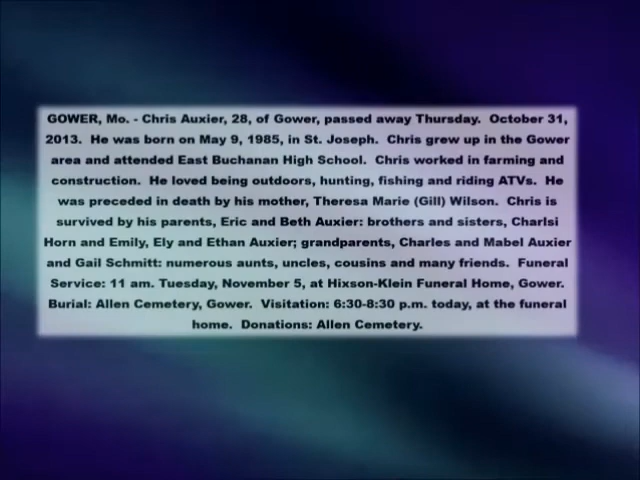 GOWER, Mo. - Chris Auxier, 28, of Gower, passed away Thursday. October 31,
2013. He was born on May 9, 1985, in St. Joseph. Chris grew up in the Gower
area and attended East Buchanan High School. Chris worked in farming and
construction. He loved being outdoors, hunting, fishing and riding ATVs. He
was preceded in death by his mother, Theresa Marie (Gill) Wilson. Chris is
survived by his parents, Eric and Beth Auxier: brothers and sisters, Charlsi
Horn and Emily, Ely and Ethan Auxier; grandparents, Charles and Mabel Auxier
and Gail Schmitt: numerous aunts, uncles, cousins and many friends. Funeral
Service: 11 am. Tuesday, November 5, at Hixson-Klein Funeral Home, Gower.
Burial: Allen Cemetery, Gower. Visitation: 6:30-8:30 p.m. today, at the funeral
home. Donations: Allen Cemetery.